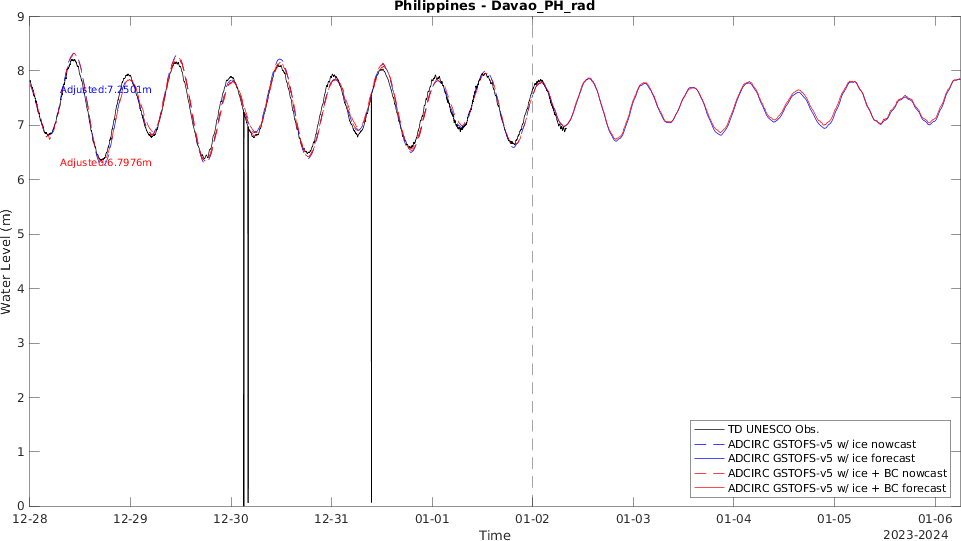 Philippines - Davao_PH_rad
9
8
7
6
5
4
3
2
1
0
Water Level (m)
Adjusted:7.2501m
Adjusted:6.7976m
TD UNESCO Obs.
ADCIRC GSTOFS-v5 w/ ice nowcast
ADCIRC GSTOFS-v5 w/ ice forecast
ADCIRC GSTOFS-v5 w/ ice + BC nowcast
ADCIRC GSTOFS-v5 w/ ice + BC forecast
12-28 12-29 12-30 12-31 01-01 01-02 01-03 01-04 01-05 01-06
Time
2023-2024